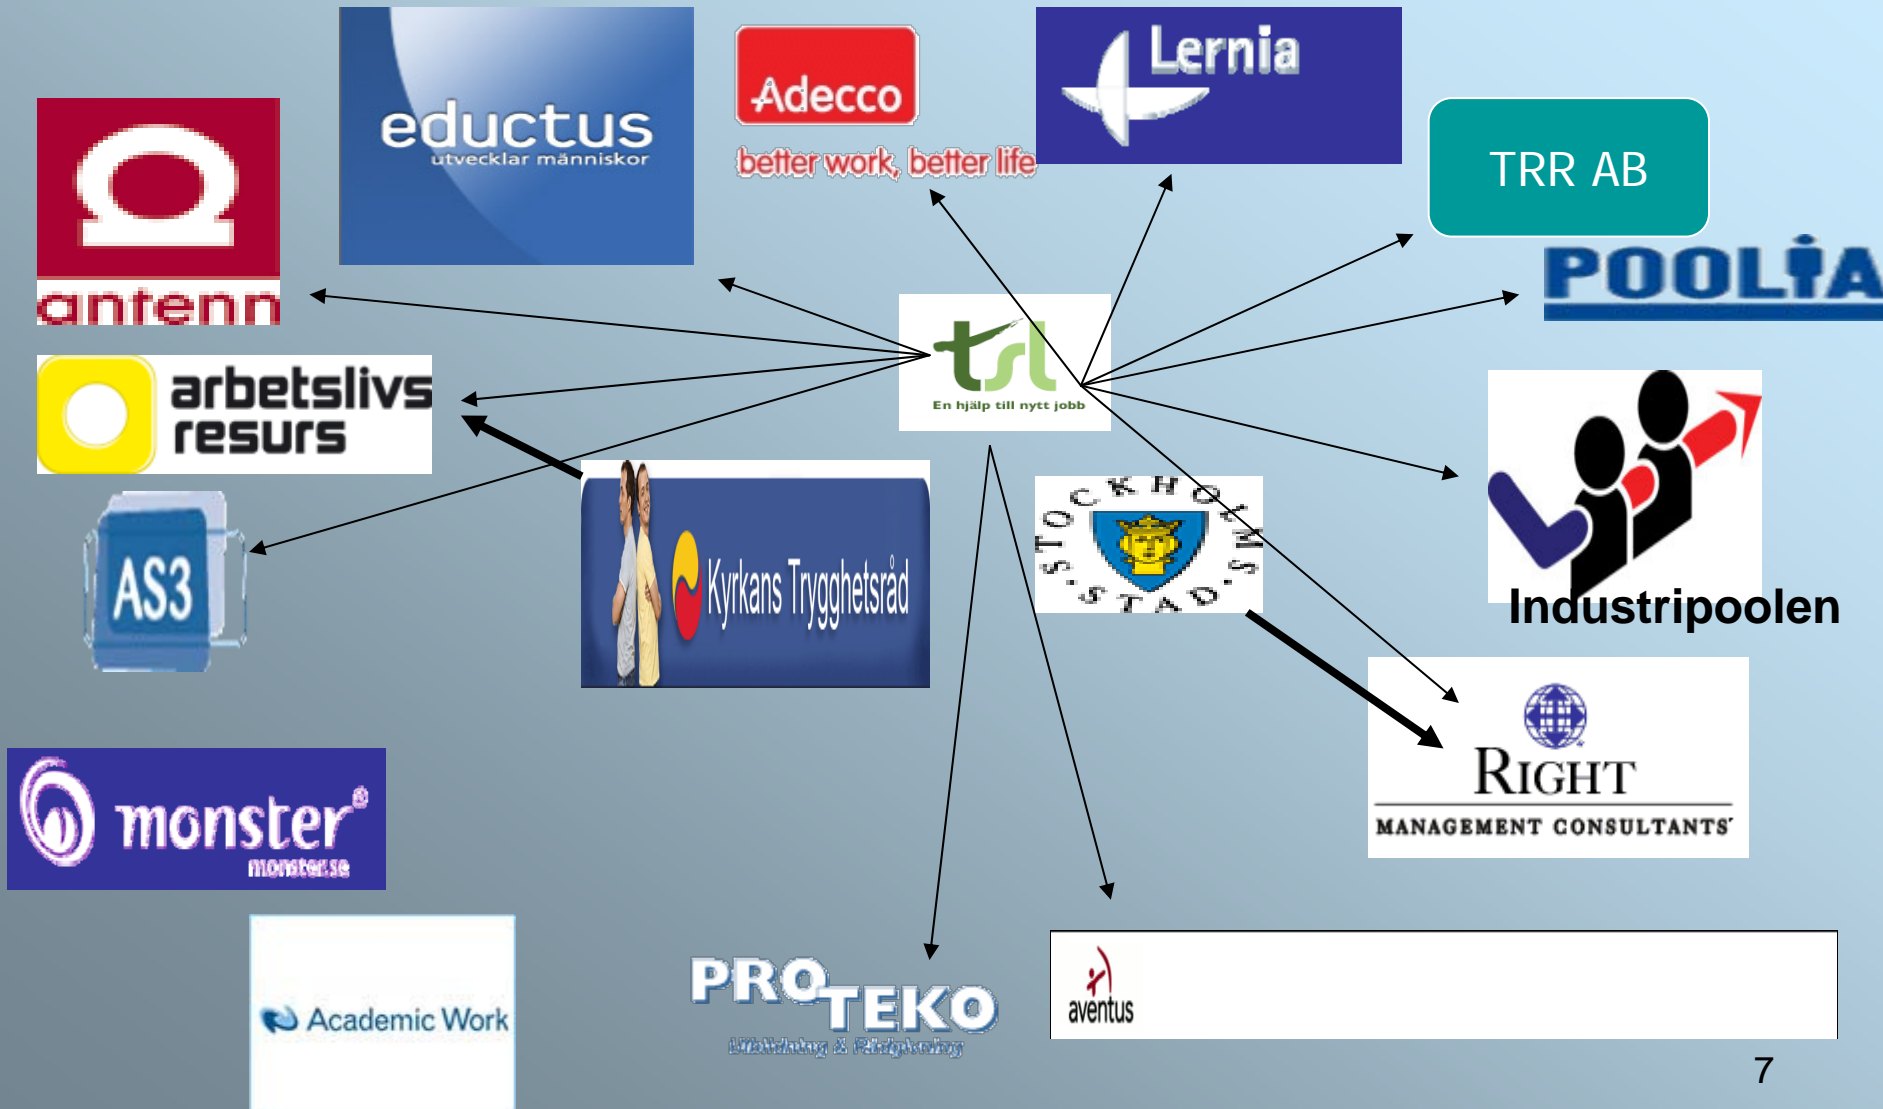 eductus
utvecklar människor
Adecco
better work, better life
Lernia
antenn
TRR AB
POOLIA
tsl
En hjälp till nytt jobb
arbetslivs
resurs
AS3
Kyrkans Trygghetsråd
STOCKHOLMS
STAD
Industripoolen
RIGHT
MANAGEMENT CONSULTANTS
monster®
monster.se
Academic Work
PROTEKO
Utbildning & Rådgivning
aventus
7